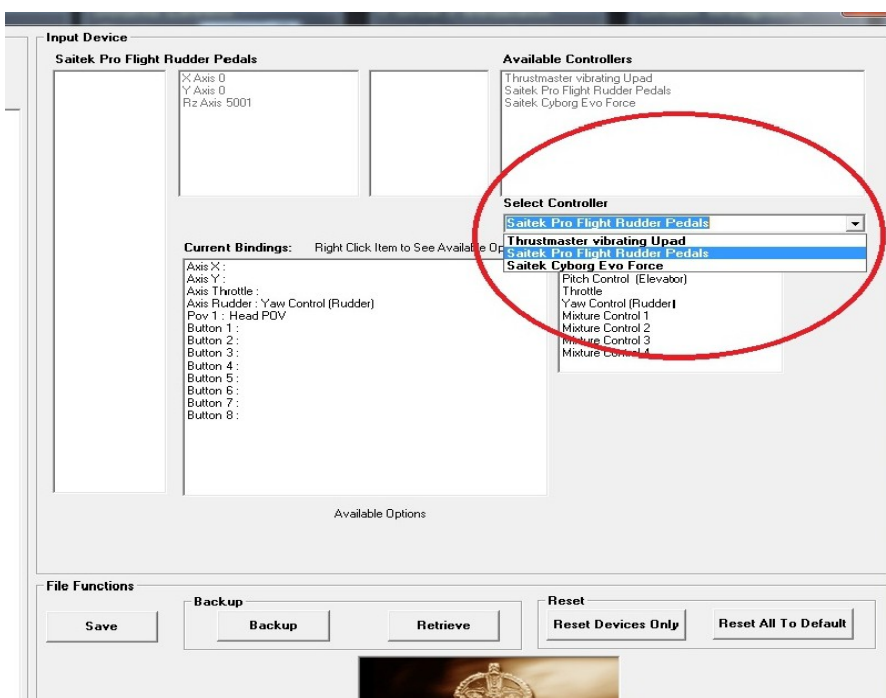 Input Device
Saitek Pro Flight Rudder Pedals
X Axis 0
Y Axis 0
Rz Axis 5001
Available Controllers
Thrustmaster vibrating Upad
Saitek Pro Flight Rudder Pedals
Saitek Cyborg Evo Force
Select Controller
Saitek Pro Flight Rudder Pedals
Thrustmaster vibrating Upad
Saitek Pro Flight Rudder Pedals
Saitek Cyborg Evo Force
Current Bindings: Right Click Item to See Available Op
Axis X :
Axis Y :
Axis Throttle :
Axis Rudder : Yaw Control (Rudder)
Pov 1 : Head POV
Button 1 :
Button 2 :
Button 3 :
Button 4 :
Button 5 :
Button 6 :
Button 7 :
Button 8 :
Pitch Control (Elevator)
Throttle
Yaw Control (Rudder)
Mixture Control 1
Mixture Control 2
Mixture Control 3
Mixture Control 4
Available Options
File Functions
Save
Backup
Backup
Retrieve
Reset
Reset Devices Only
Reset All To Default